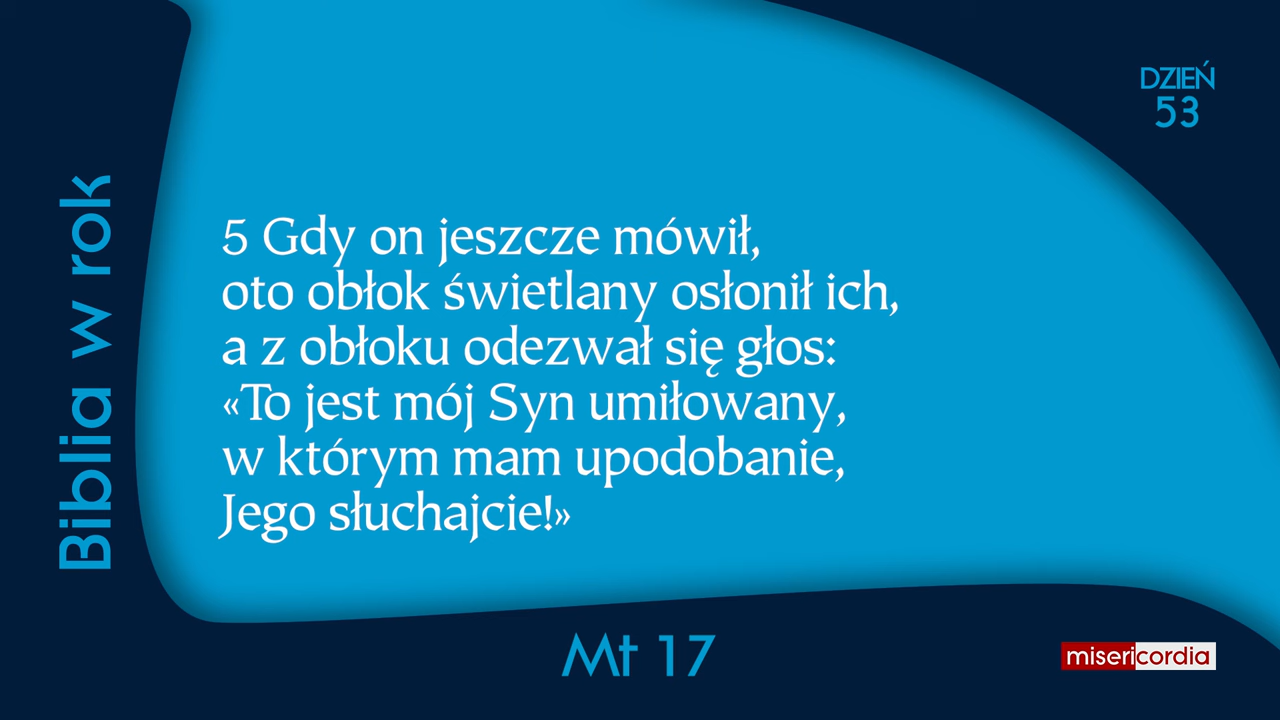 DZIEŃ
53
Biblia w rok
5 Gdy on jeszcze mówił,
oto obłok świetlany osłonił ich,
a z obłoku odezwał się głos:
«To jest mój Syn umiłowany,
w którym mam upodobanie,
Jego słuchajcie!»
Mt 17
misericordia